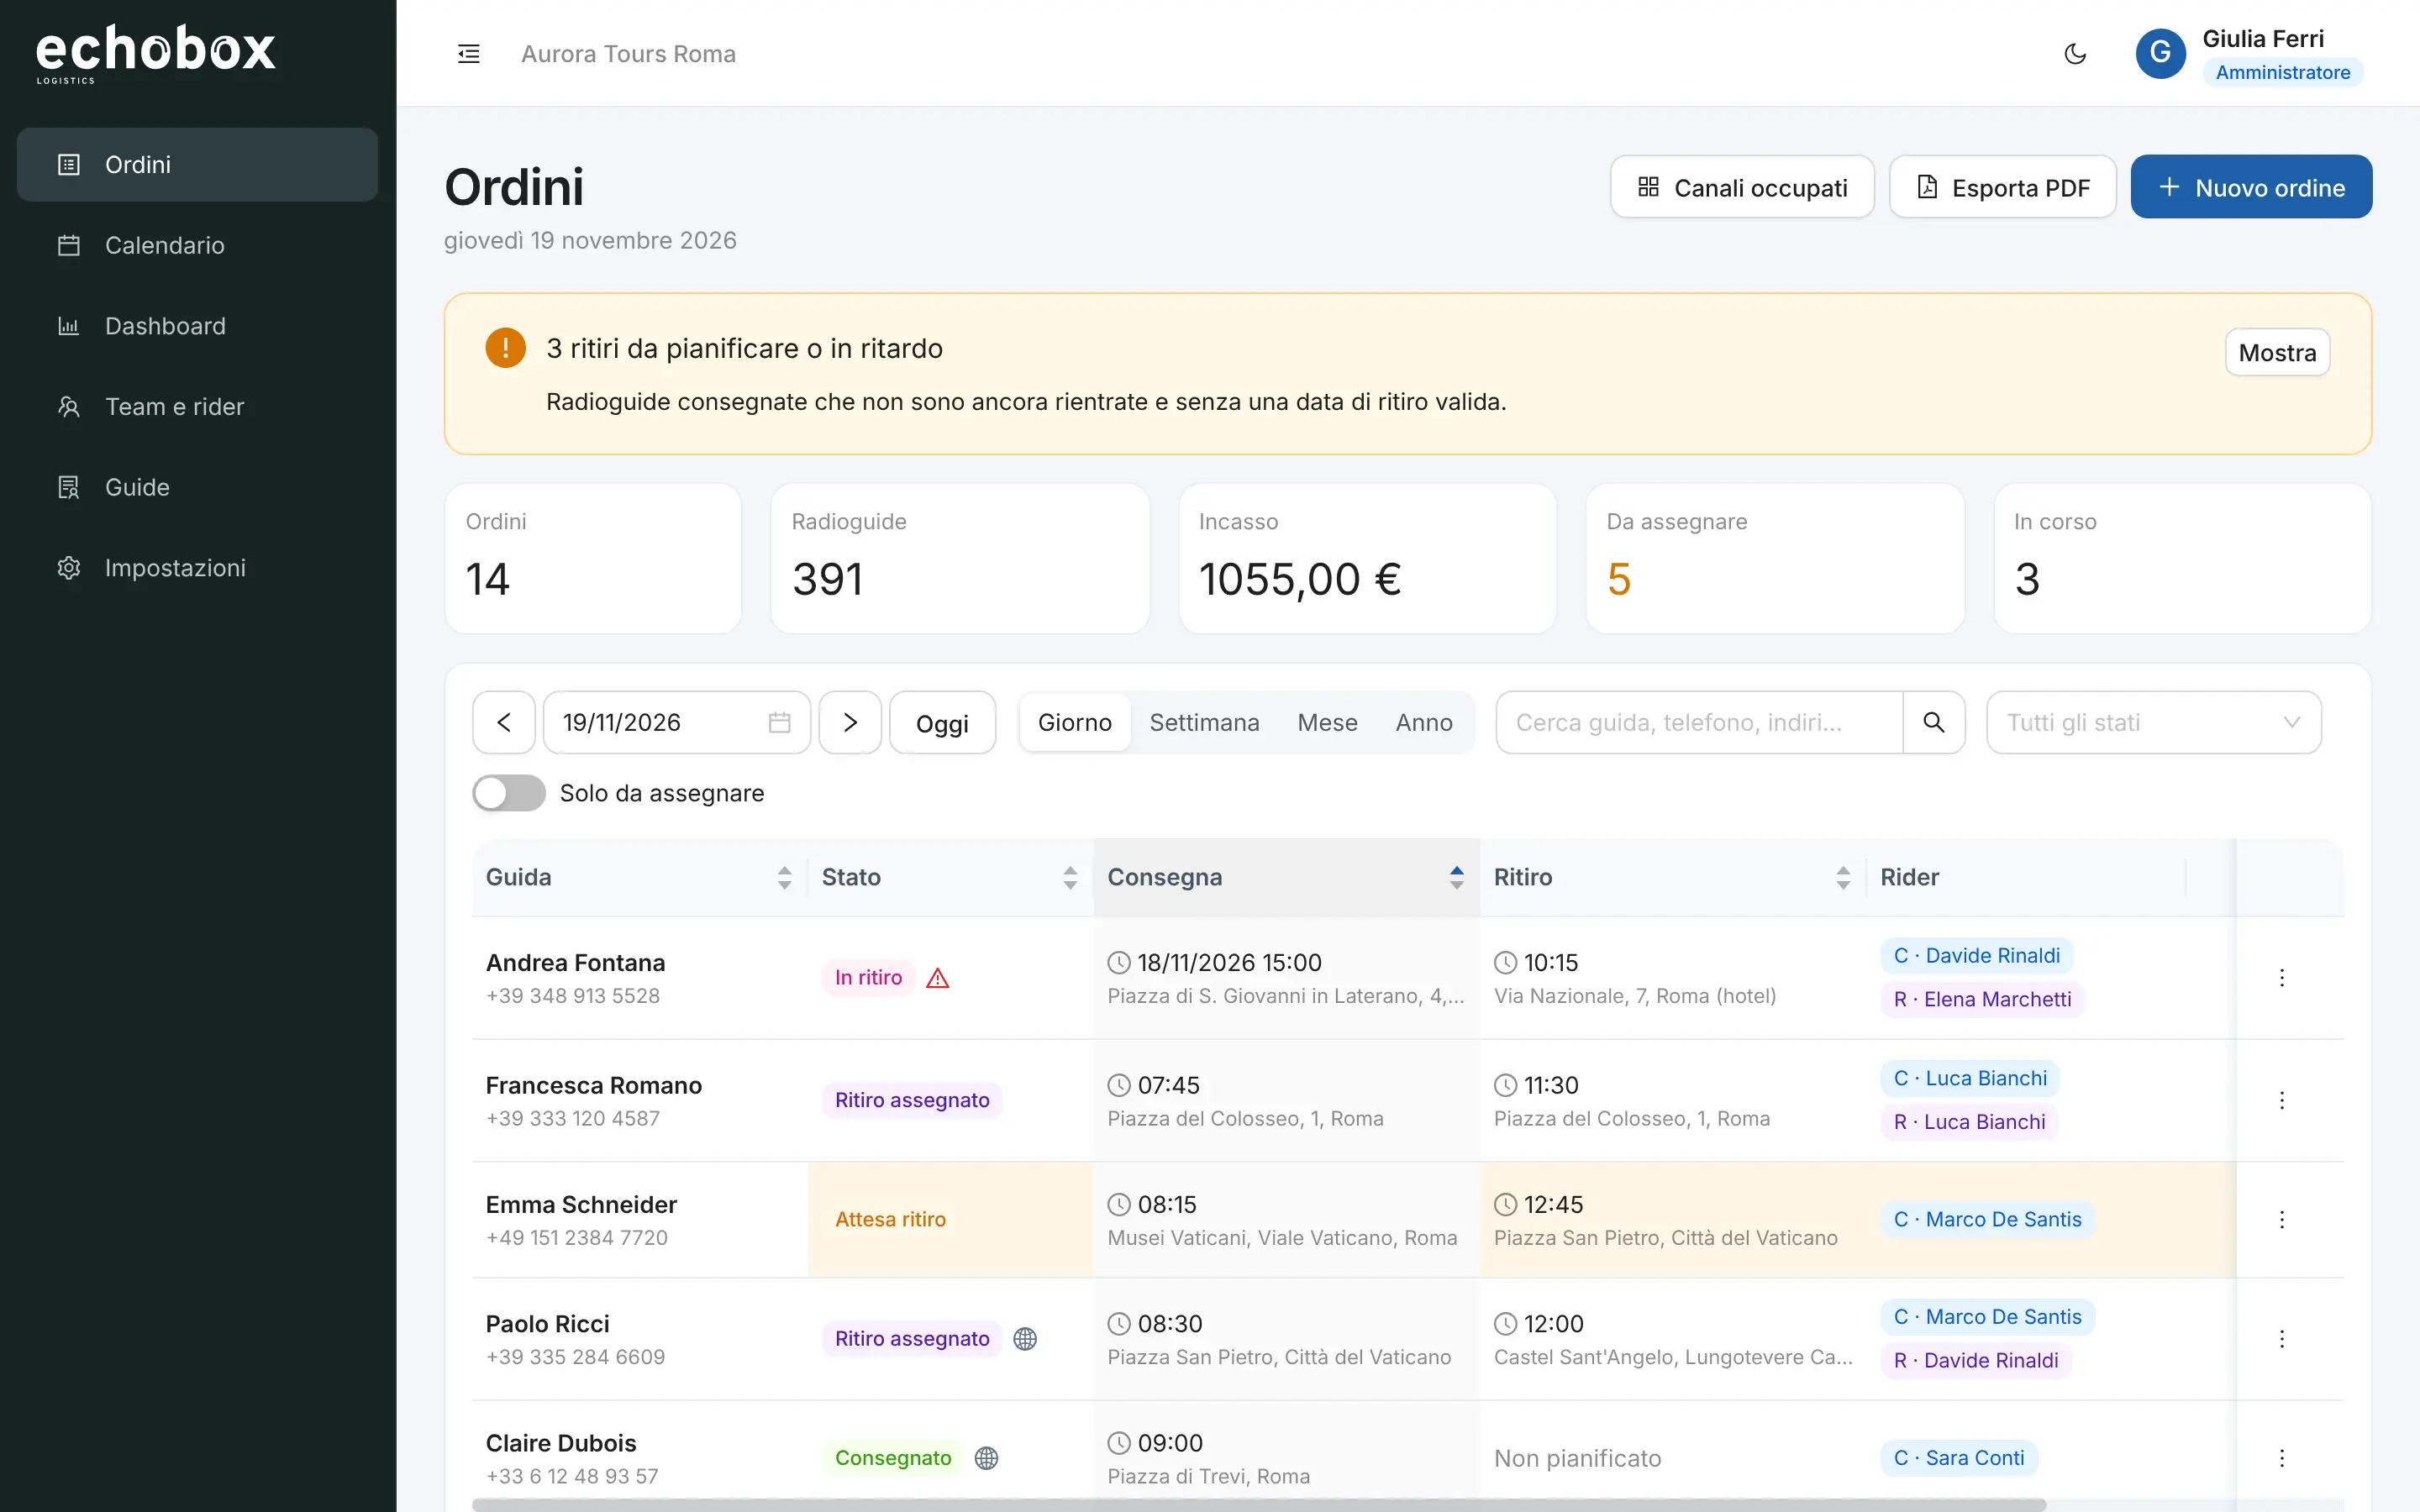 echobox
LOGISTICS
Aurora Tours Roma
G
Giulia Ferri
Amministratore
Ordini
Calendario
Dashboard
Team e rider
Guide
Impostazioni
Ordini
giovedì 19 novembre 2026
Canali occupati
Esporta PDF
Nuovo ordine
3 ritiri da pianificare o in ritardo
Radioguide consegnate che non sono ancora rientrate e senza una data di ritiro valida.
Mostra
Ordini
14
Radioguide
391
Incasso
1055,00 €
Da assegnare
5
In corso
3
19/11/2026
Oggi
Giorno
Settimana
Mese
Anno
Cerca guida, telefono, indiri...
Tutti gli stati
Solo da assegnare
Guida
Stato
Consegna
Ritiro
Rider
Andrea Fontana
+39 348 913 5528
In ritiro
18/11/2026 15:00
Piazza di S. Giovanni in Laterano, 4,...
10:15
Via Nazionale, 7, Roma (hotel)
C · Davide Rinaldi
R · Elena Marchetti
Francesca Romano
+39 333 120 4587
Ritiro assegnato
07:45
Piazza del Colosseo, 1, Roma
11:30
Piazza del Colosseo, 1, Roma
C · Luca Bianchi
R · Luca Bianchi
Emma Schneider
+49 151 2384 7720
Attesa ritiro
08:15
Musei Vaticani, Viale Vaticano, Roma
12:45
Piazza San Pietro, Città del Vaticano
C · Marco De Santis
Paolo Ricci
+39 335 284 6609
Ritiro assegnato
08:30
Piazza San Pietro, Città del Vaticano
12:00
Castel Sant'Angelo, Lungotevere Ca...
C · Marco De Santis
R · Davide Rinaldi
Claire Dubois
+33 6 12 48 93 57
Consegnato
09:00
Piazza di Trevi, Roma
Non pianificato
C · Sara Conti